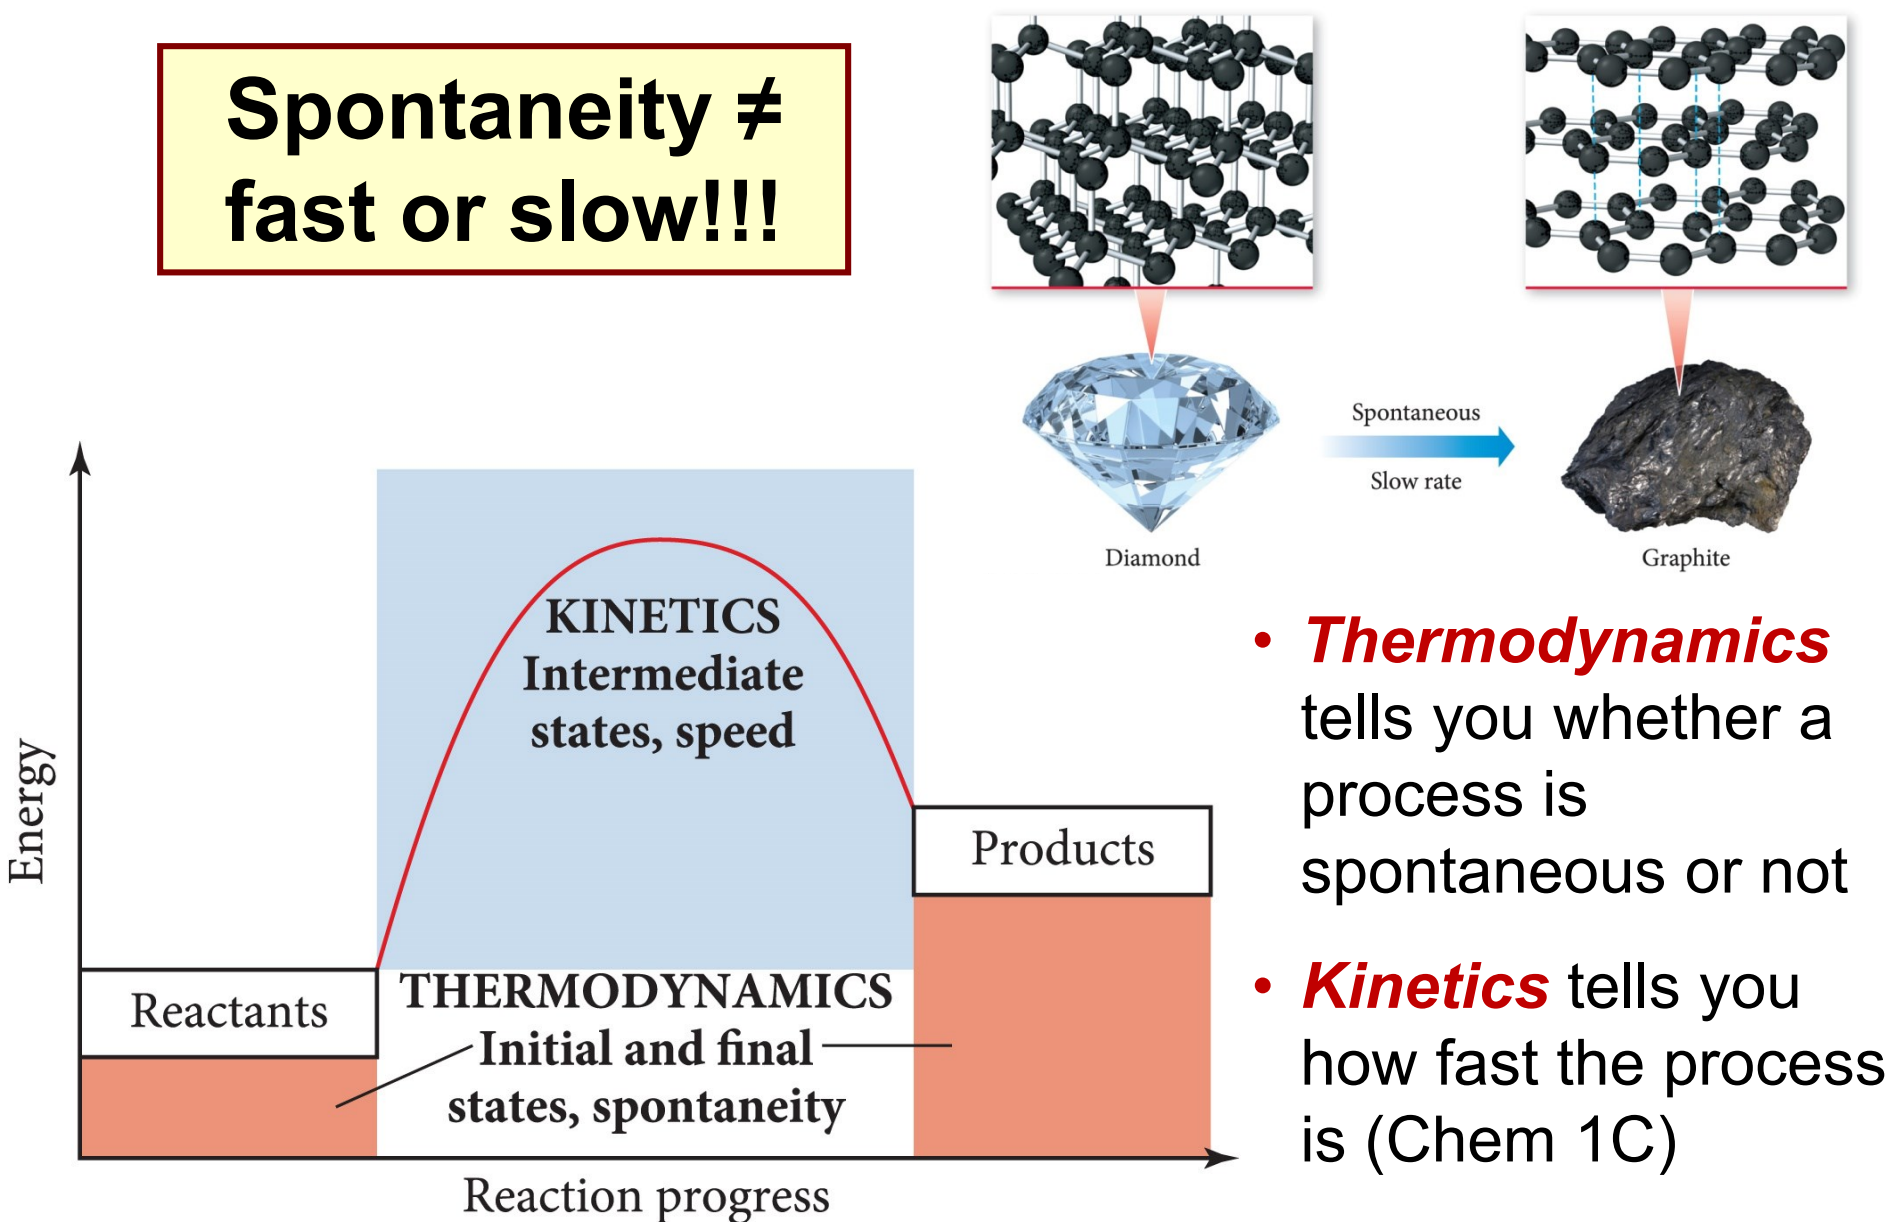 Spontaneity ≠
fast or slow!!!
Spontaneous
Slow rate
Diamond
Graphite
Energy
KINETICS
Intermediate
states, speed
Products
Reactants
THERMODYNAMICS
Initial and final
states, spontaneity
Reaction progress
• Thermodynamics
tells you whether a
process is
spontaneous or not
• Kinetics tells you
how fast the process
is (Chem 1C)